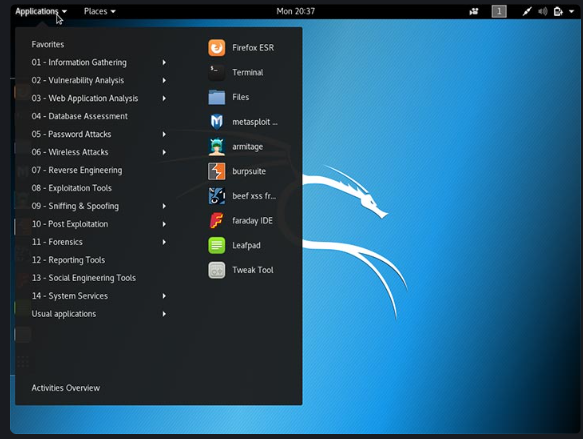 Applications Places Mon 20:37 1
Favorites
01 - Information Gathering
02 - Vulnerability Analysis
03 - Web Application Analysis
04 - Database Assessment
05 - Password Attacks
06 - Wireless Attacks
07 - Reverse Engineering
08 - Exploitation Tools
09 - Sniffing & Spoofing
10 - Post Exploitation
11 - Forensics
12 - Reporting Tools
13 - Social Engineering Tools
14 - System Services
Usual applications
Activities Overview
Firefox ESR
Terminal
Files
metasploit ...
armitage
burpsuite
beef xss fr...
faraday IDE
Leafpad
Tweak Tool